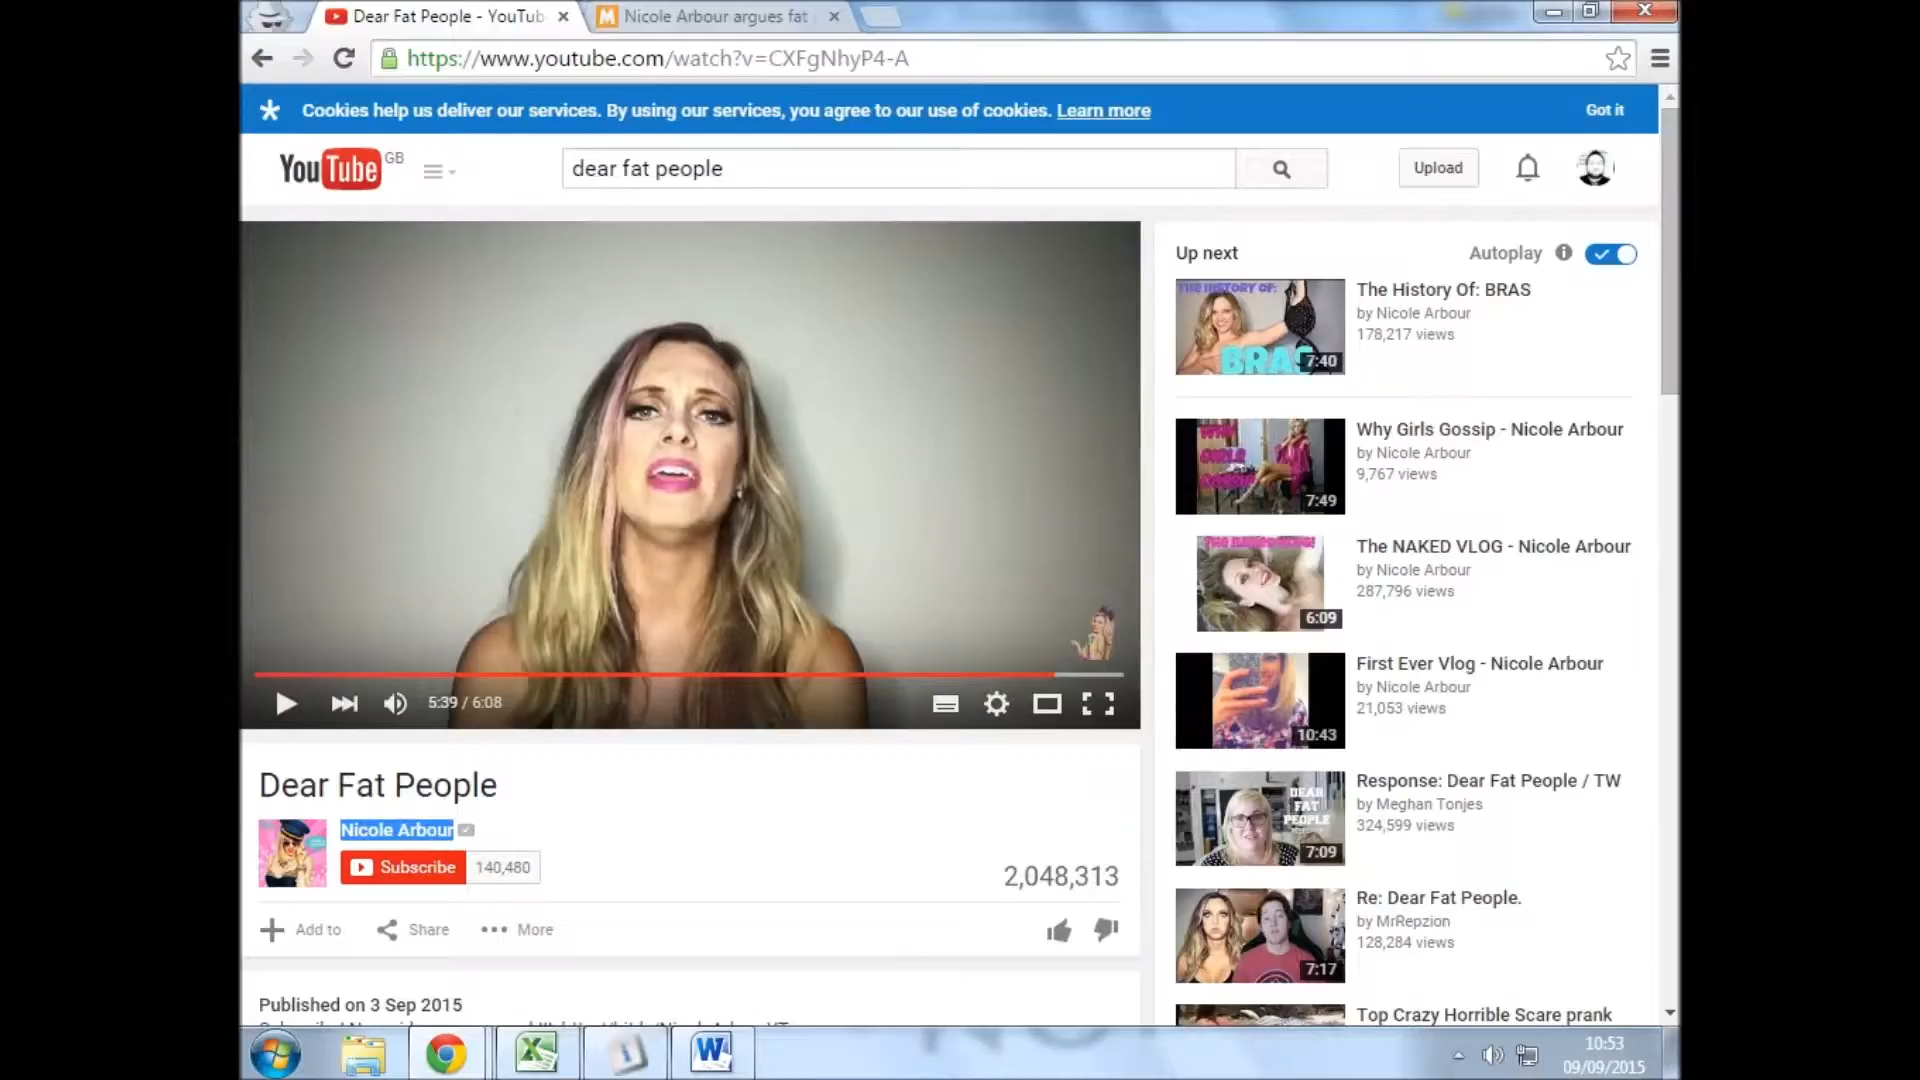 Dear Fat People - YouTub
Nicole Arbour argues fat
https://www.youtube.com/watch?v=CXFgNhyP4-A
Cookies help us deliver our services. By using our services, you agree to our use of cookies. Learn more
Got it
YouTube GB
dear fat people
Upload
Up next
Autoplay
THE HISTORY OF:
BRAS
7:40
The History Of: BRAS
by Nicole Arbour
178,217 views
WHY
GIRLS
GOSSIP
7:49
Why Girls Gossip - Nicole Arbour
by Nicole Arbour
9,767 views
6:09
The NAKED VLOG - Nicole Arbour
by Nicole Arbour
287,796 views
10:43
First Ever Vlog - Nicole Arbour
by Nicole Arbour
21,053 views
DEAR
FAT
PEOPLE
7:09
Response: Dear Fat People / TW
by Meghan Tonjes
324,599 views
7:17
Re: Dear Fat People.
by MrRepzion
128,284 views
Top Crazy Horrible Scare prank
5:39 / 6:08
Dear Fat People
Nicole Arbour
Subscribe 140,480
2,048,313
Add to
Share
More
Published on 3 Sep 2015
10:53
09/09/2015